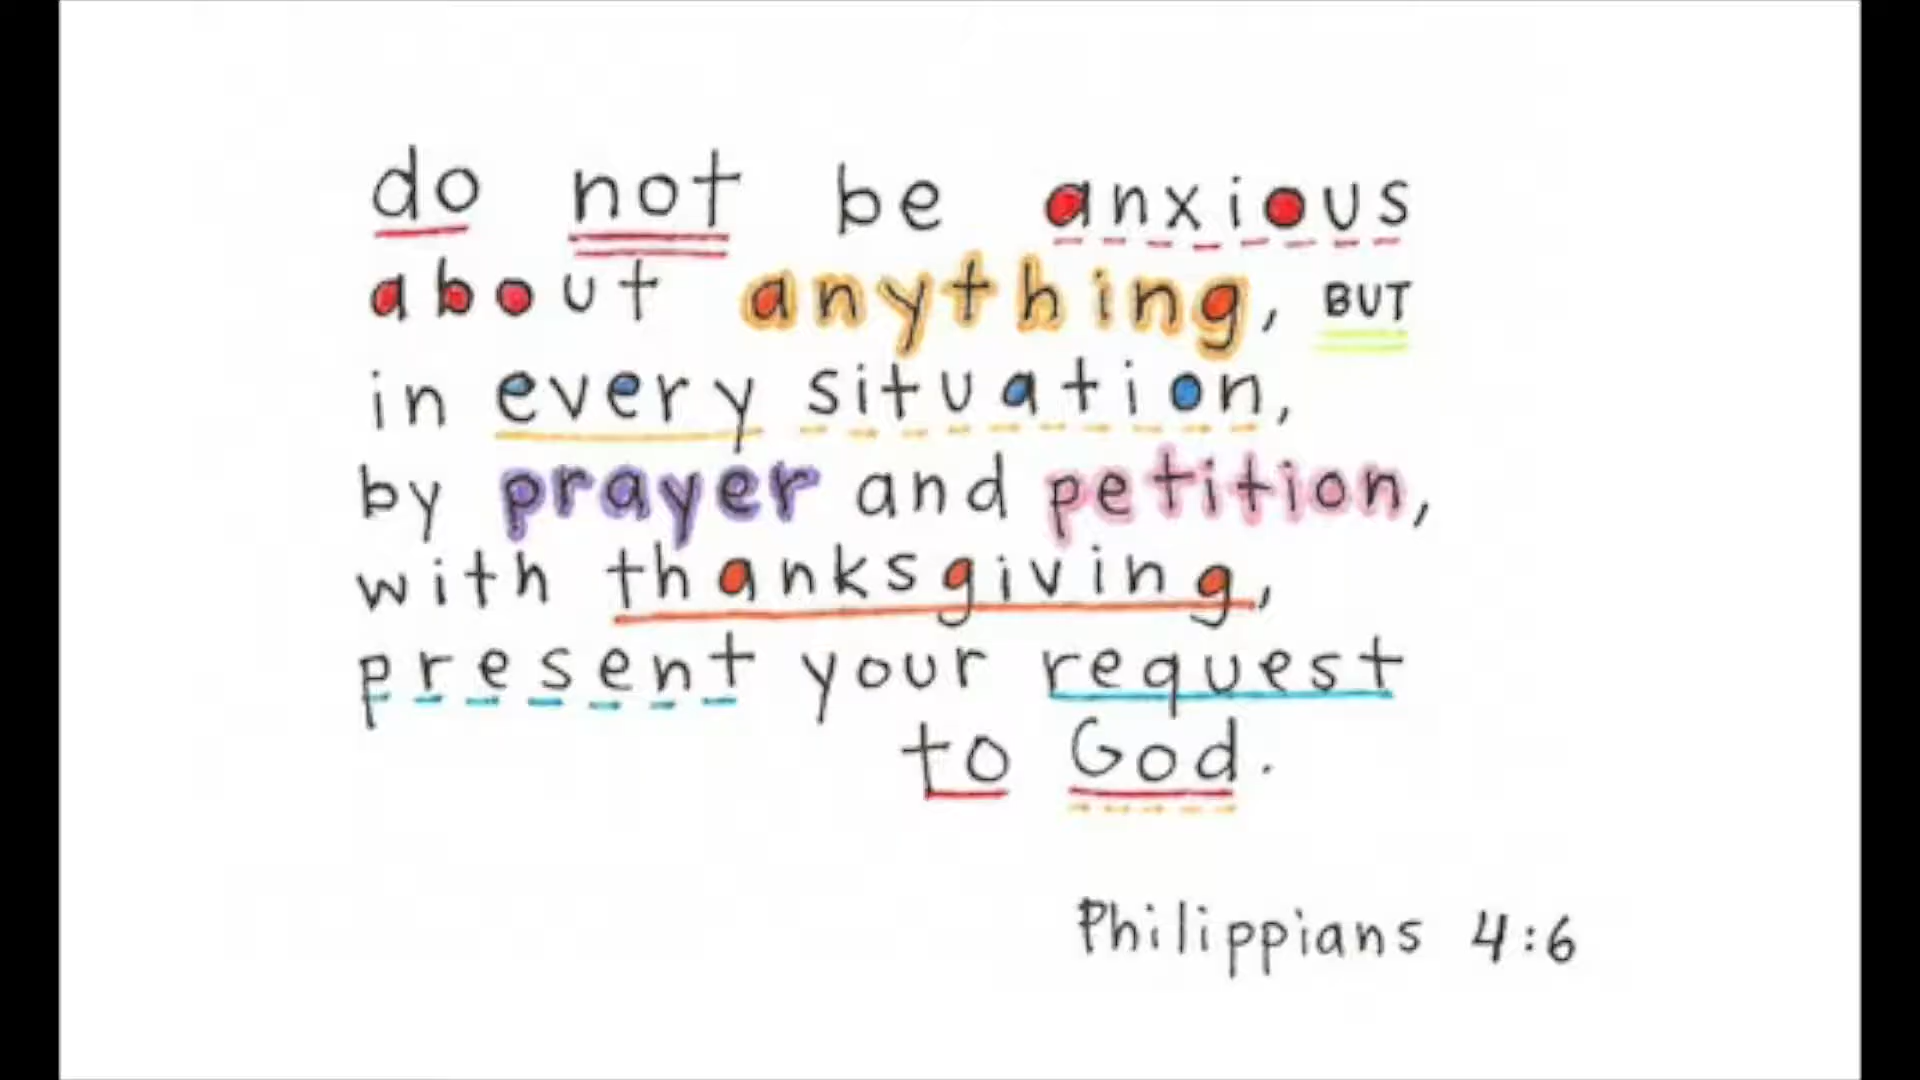 do not be anxious
about anything, BUT
in every situation,
by prayer and petition,
with thanksgiving,
present your request
to God.
Philippians 4:6